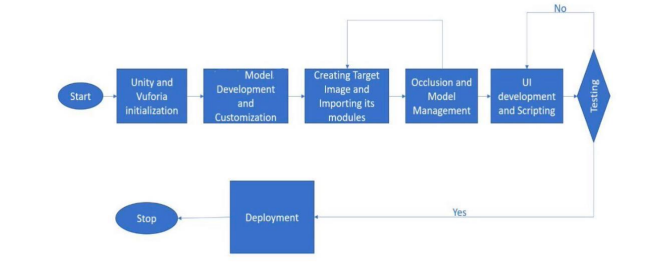 No
Start
Unity and
Vuforia
initialization
Model
Development
and
Customization
Creating Target
Image and
Importing its
modules
Occlusion and
Model
Management
UI
development
and Scripting
Testing
Yes
Stop
Deployment